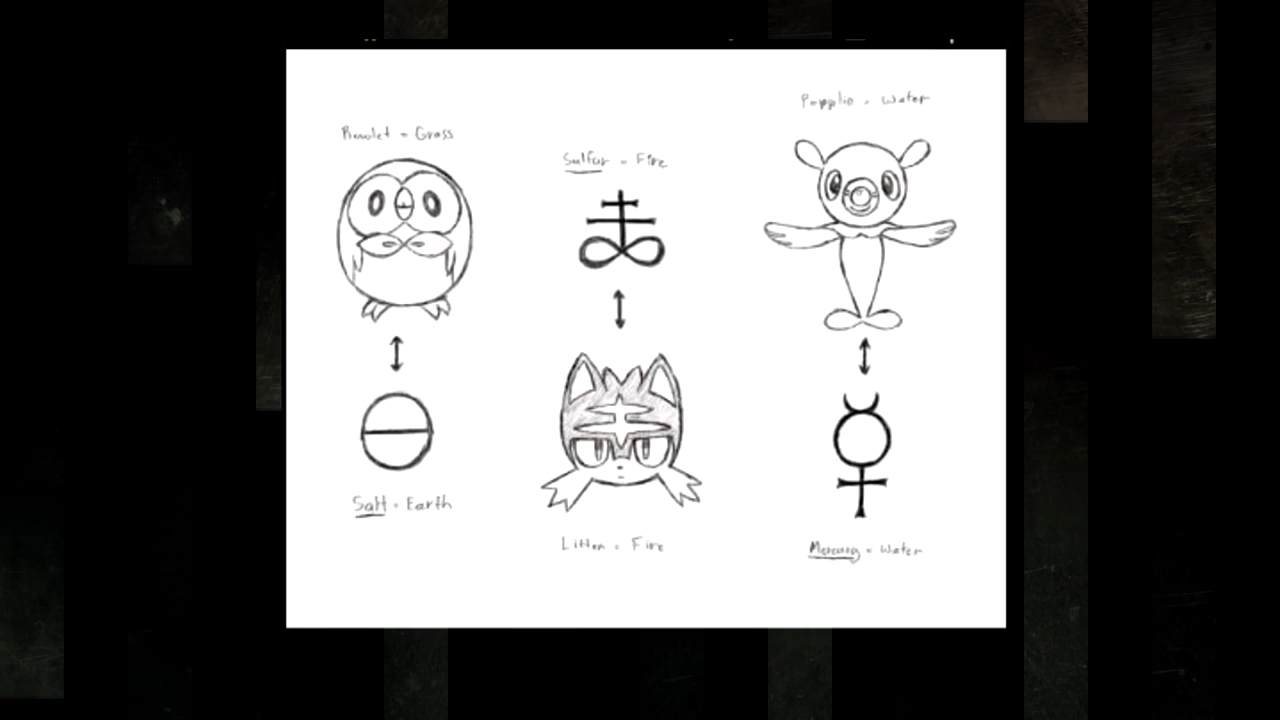 Popplio = Water
Rowlet = Grass
Sulfur = Fire
Salt = Earth
Litten = Fire
Mercury = Water